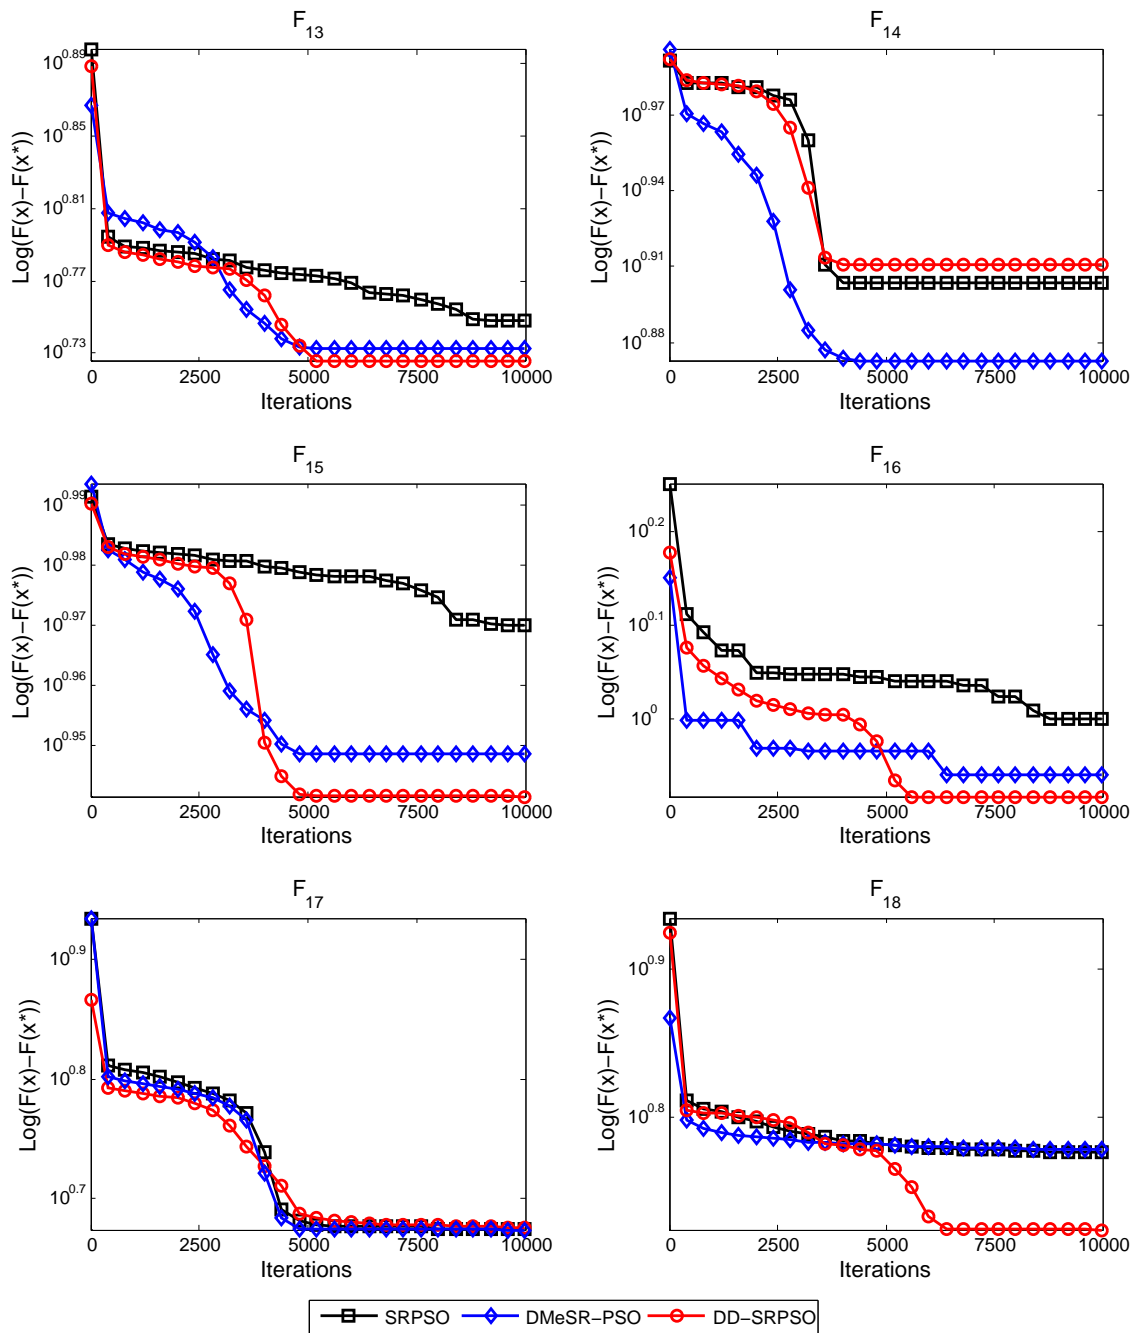 F13
Log(F(x)−F(x*))
10^0.89
10^0.85
10^0.81
10^0.77
10^0.73
0 2500 5000 7500 10000
Iterations
F14
Log(F(x)−F(x*))
10^0.97
10^0.94
10^0.91
10^0.88
0 2500 5000 7500 10000
Iterations
F15
Log(F(x)−F(x*))
10^0.99
10^0.98
10^0.97
10^0.96
10^0.95
0 2500 5000 7500 10000
Iterations
F16
Log(F(x)−F(x*))
10^0.2
10^0.1
10^0
0 2500 5000 7500 10000
Iterations
F17
Log(F(x)−F(x*))
10^0.9
10^0.8
10^0.7
0 2500 5000 7500 10000
Iterations
F18
Log(F(x)−F(x*))
10^0.9
10^0.8
0 2500 5000 7500 10000
Iterations
SRPSO DMeSR−PSO DD−SRPSO